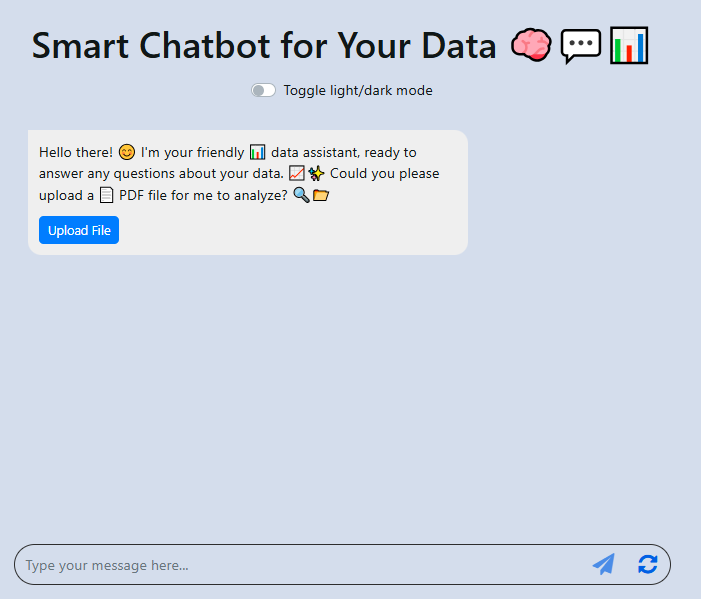 Smart Chatbot for Your Data 🧠💬📊
Toggle light/dark mode
Hello there! 😊 I'm your friendly 📊 data assistant, ready to
answer any questions about your data. 📈✨ Could you please
upload a 📄 PDF file for me to analyze? 🔍📂
Upload File
Type your message here...